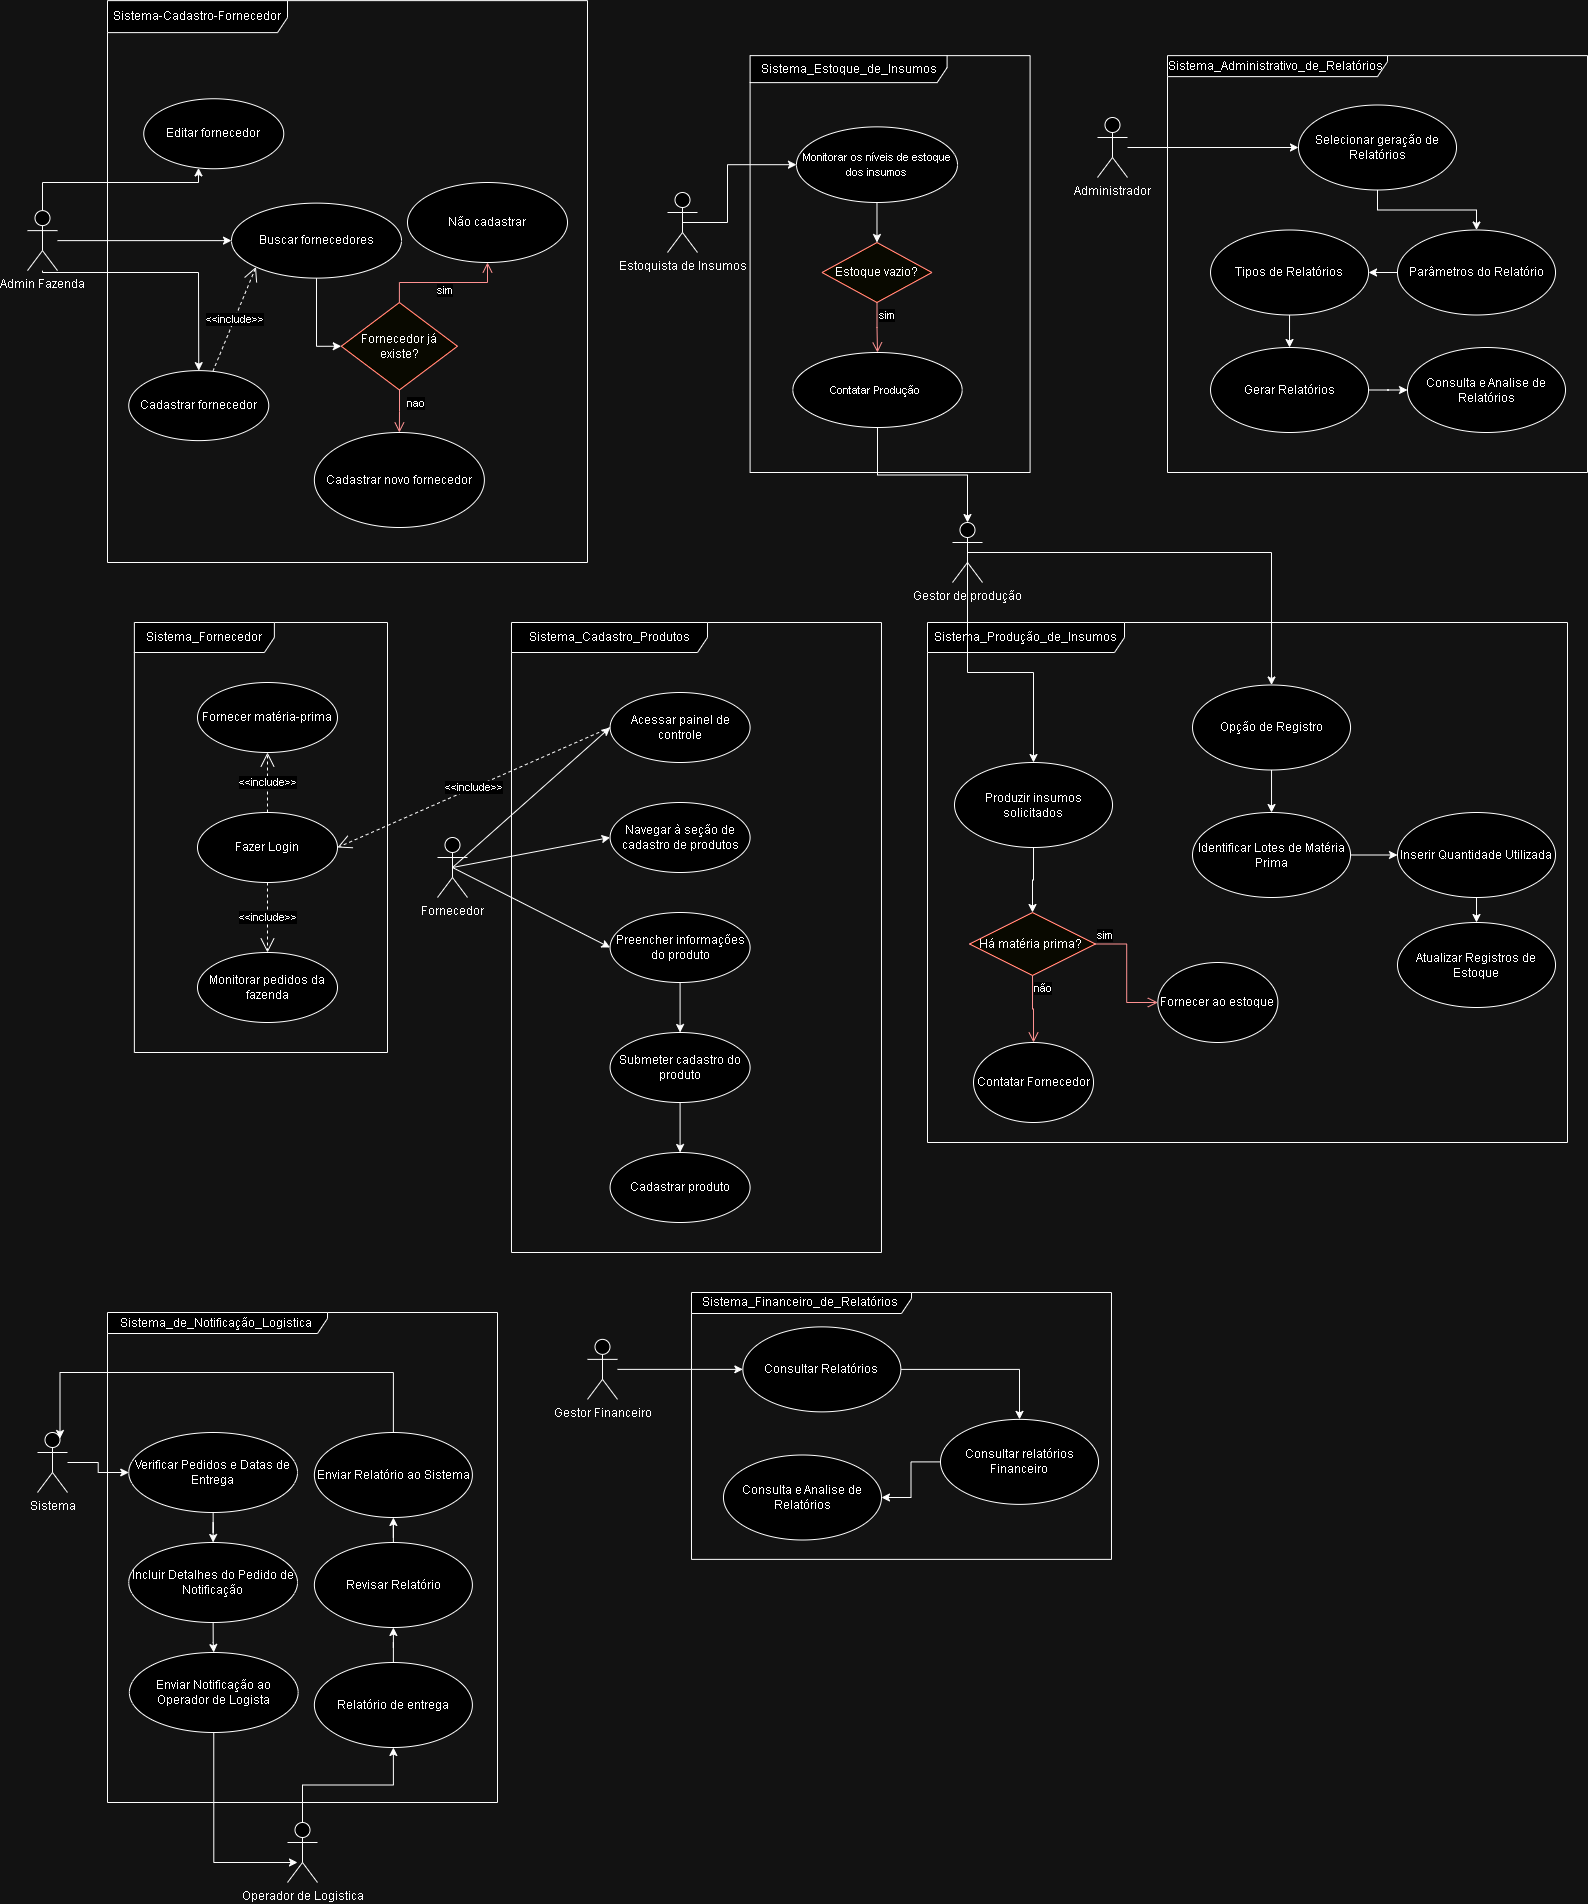 Sistema-Cadastro-Fornecedor
Editar fornecedor
Buscar fornecedores
Não cadastrar
Admin Fazenda
sim
<<include>>
Fornecedor já
existe?
Cadastrar fornecedor
nao
Cadastrar novo fornecedor
Sistema_Estoque_de_Insumos
Monitorar os níveis de estoque
dos insumos
Estoquista de Insumos
Estoque vazio?
sim
Contatar Produção
Sistema_Administrativo_de_Relatórios
Selecionar geração de
Relatórios
Administrador
Tipos de Relatórios
Parâmetros do Relatório
Gerar Relatórios
Consulta e Analise de
Relatórios
Gestor de produção
Sistema_Fornecedor
Fornecer matéria-prima
<<include>>
Fazer Login
<<include>>
Monitorar pedidos da
fazenda
Sistema_Cadastro_Produtos
Acessar painel de
controle
<<include>>
Navegar à seção de
cadastro de produtos
Fornecedor
Preencher informações
do produto
Submeter cadastro do
produto
Cadastrar produto
Sistema_Produção_de_Insumos
Opção de Registro
Produzir insumos
solicitados
Identificar Lotes de Matéria
Prima
Inserir Quantidade Utilizada
Há matéria prima?
sim
Atualizar Registros de
Estoque
não
Fornecer ao estoque
Contatar Fornecedor
Sistema_de_Notificação_Logistica
Sistema
Verificar Pedidos e Datas de
Entrega
Enviar Relatório ao Sistema
Incluir Detalhes do Pedido de
Notificação
Revisar Relatório
Enviar Notificação ao
Operador de Logista
Relatório de entrega
Operador de Logistica
Sistema_Financeiro_de_Relatórios
Consultar Relatórios
Gestor Financeiro
Consultar relatórios
Financeiro
Consulta e Analise de
Relatórios